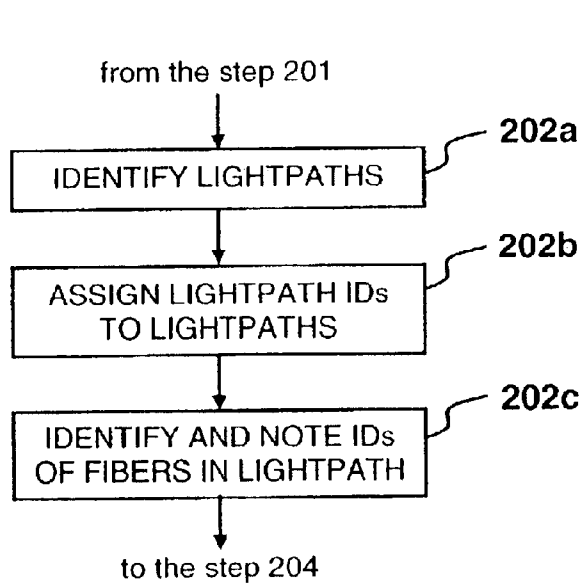 from the step 201
202a
IDENTIFY LIGHTPATHS
202b
ASSIGN LIGHTPATH IDs
TO LIGHTPATHS
202c
IDENTIFY AND NOTE IDs
OF FIBERS IN LIGHTPATH
to the step 204